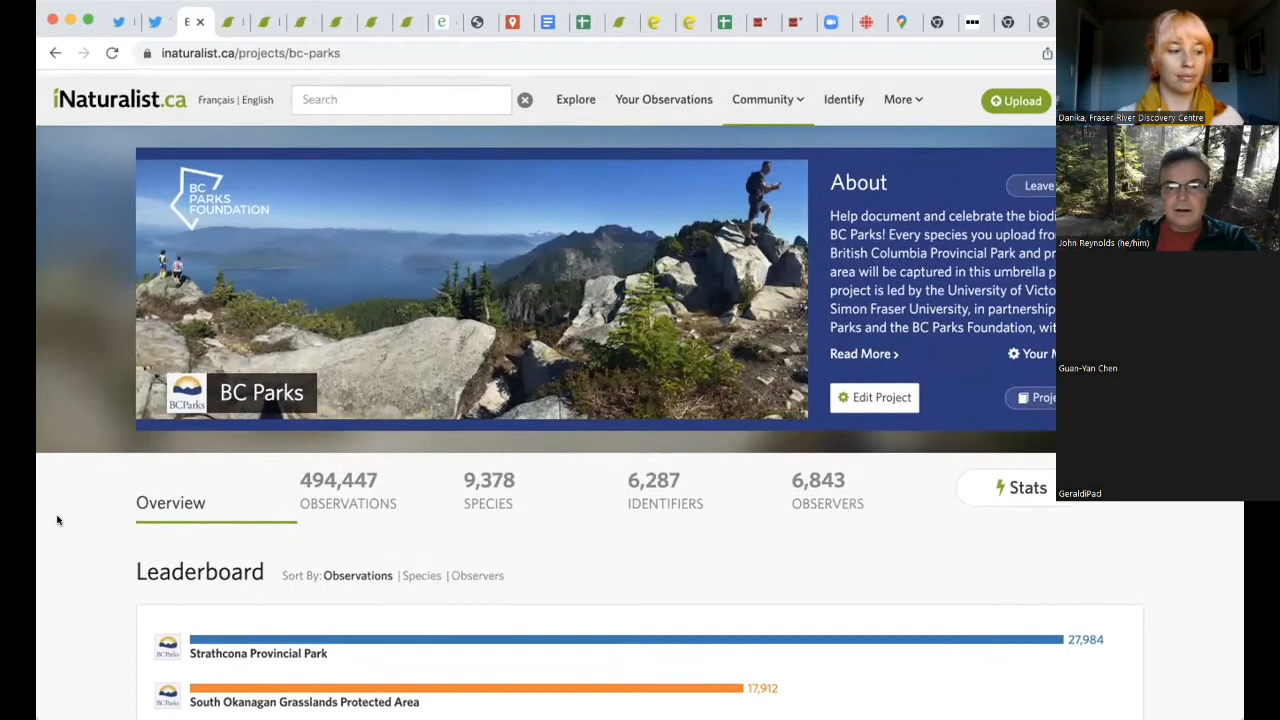 E
inaturalist.ca/projects/bc-parks
iNaturalist.ca
Français | English
Search
Explore
Your Observations
Community
Identify
More
Upload
BC
PARKS
FOUNDATION
BCParks
BC Parks
About
Leave
Help document and celebrate the biodi
BC Parks! Every species you upload fro
British Columbia Provincial Park and pr
area will be captured in this umbrella p
project is led by the University of Victo
Simon Fraser University, in partnership
Parks and the BC Parks Foundation, wit
Read More >
Your M
Edit Project
Proje
Overview
494,447
OBSERVATIONS
9,378
SPECIES
6,287
IDENTIFIERS
6,843
OBSERVERS
Stats
Leaderboard
Sort By: Observations | Species | Observers
BCParks
27,984
Strathcona Provincial Park
BCParks
17,912
South Okanagan Grasslands Protected Area
Danika, Fraser River Discovery Centre
John Reynolds (he/him)
Guan-Yan Chen
GeraldiPad